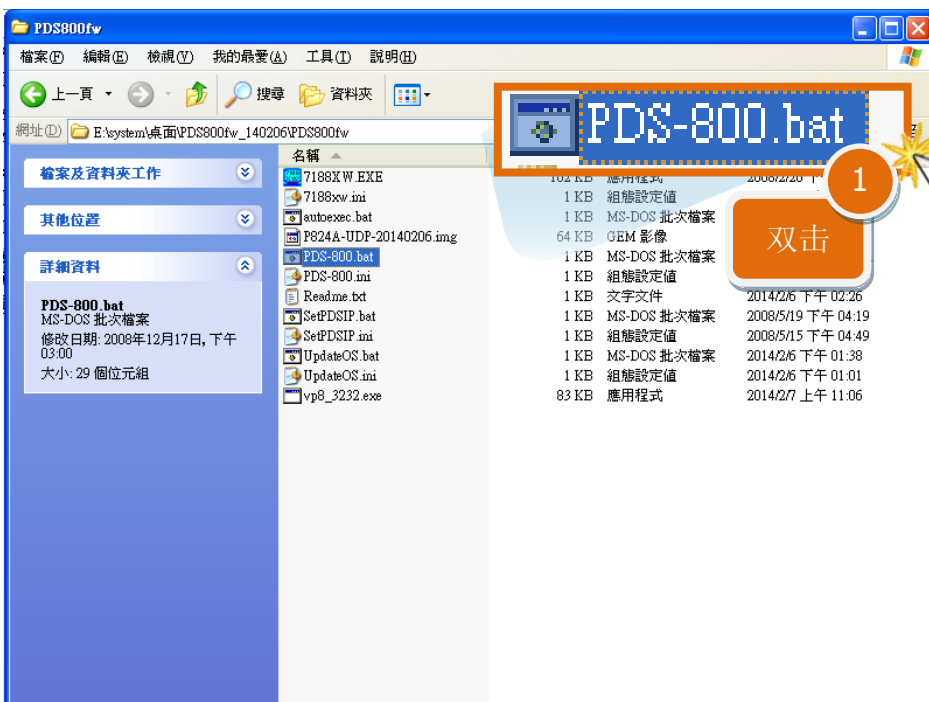 PDS800fw
檔案(F) 編輯(E) 檢視(V) 我的最愛(A) 工具(T) 說明(H)
上一頁 搜尋 資料夾
網址(D) E:\system\桌面\PDS800fw_140206\PDS800fw
PDS-800.bat
1
双击
檔案及資料夾工作
其他位置
詳細資料
PDS-800.bat
MS-DOS 批次檔案
修改日期: 2008年12月17日, 下午
03:00
大小: 29 個位元組
名稱
7188XW.EXE 102 KB 應用程式 2008/2/20 下
7188xw.ini 1 KB 組態設定值
autoexec.bat 1 KB MS-DOS 批次檔案
P824A-UDP-20140206.img 64 KB GEM 影像
PDS-800.bat 1 KB MS-DOS 批次檔案
PDS-800.ini 1 KB 組態設定值
Readme.txt 1 KB 文字文件 2014/2/6 下午 02:26
SetPDSIP.bat 1 KB MS-DOS 批次檔案 2008/5/19 下午 04:19
SetPDSIP.ini 1 KB 組態設定值 2008/5/15 下午 04:49
UpdateOS.bat 1 KB MS-DOS 批次檔案 2014/2/6 下午 01:38
UpdateOS.ini 1 KB 組態設定值 2014/2/6 下午 01:01
vp8_3232.exe 83 KB 應用程式 2014/2/7 上午 11:06